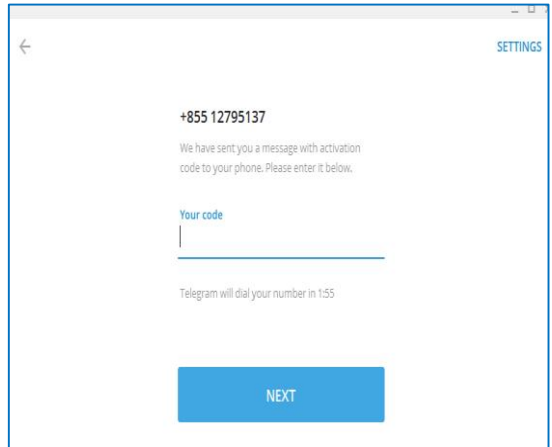 SETTINGS
+855 12795137
We have sent you a message with activation
code to your phone. Please enter it below.
Your code
Telegram will dial your number in 1:55
NEXT